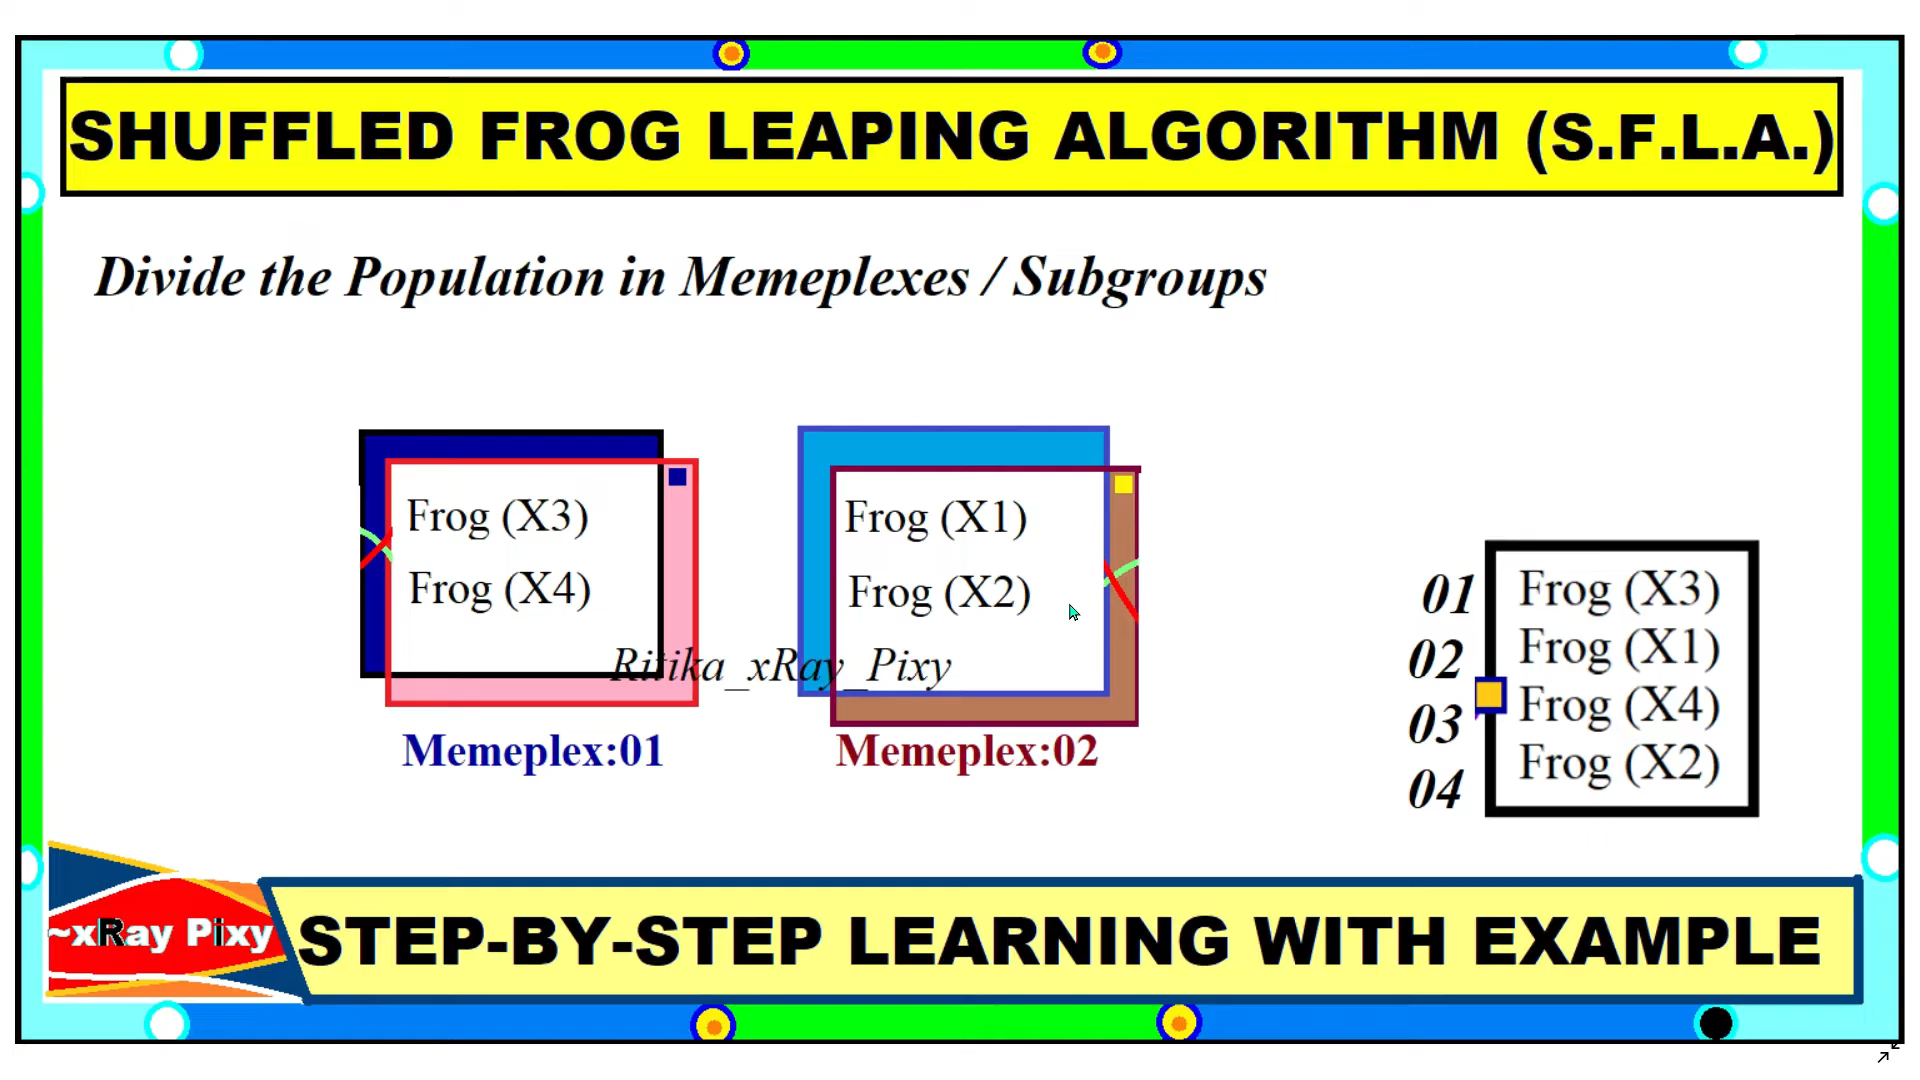 SHUFFLED FROG LEAPING ALGORITHM (S.F.L.A.)
Divide the Population in Memeplexes / Subgroups
Frog (X3)
Frog (X4)
Memeplex:01
Frog (X1)
Frog (X2)
Memeplex:02
Ritika_xRay_Pixy
01 Frog (X3)
02 Frog (X1)
03 Frog (X4)
04 Frog (X2)
~xRay Pixy
STEP-BY-STEP LEARNING WITH EXAMPLE